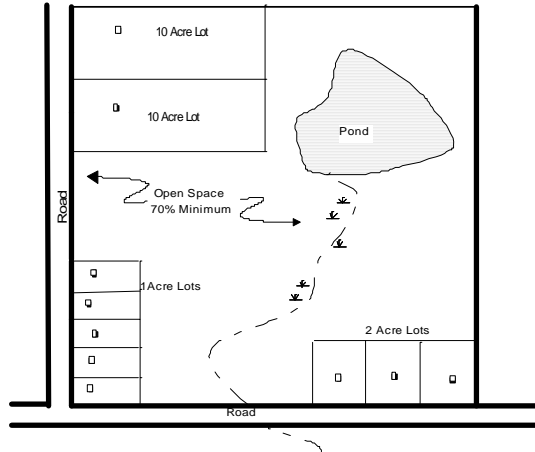 10 Acre Lot
10 Acre Lot
Pond
Open Space
70% Minimum
Road
1Acre Lots
2 Acre Lots
Road